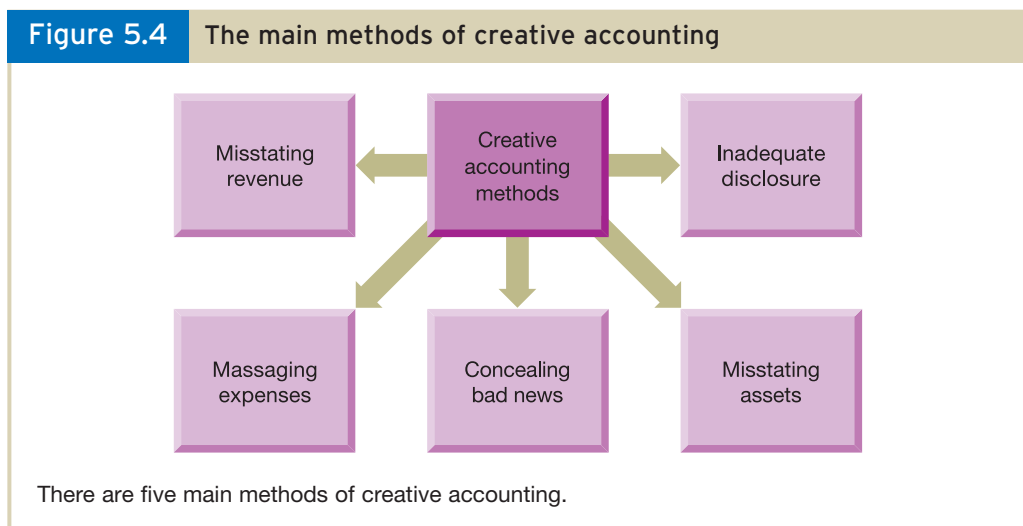 Figure 5.4 The main methods of creative accounting
Misstating
revenue
Creative
accounting
methods
Inadequate
disclosure
Massaging
expenses
Concealing
bad news
Misstating
assets
There are five main methods of creative accounting.